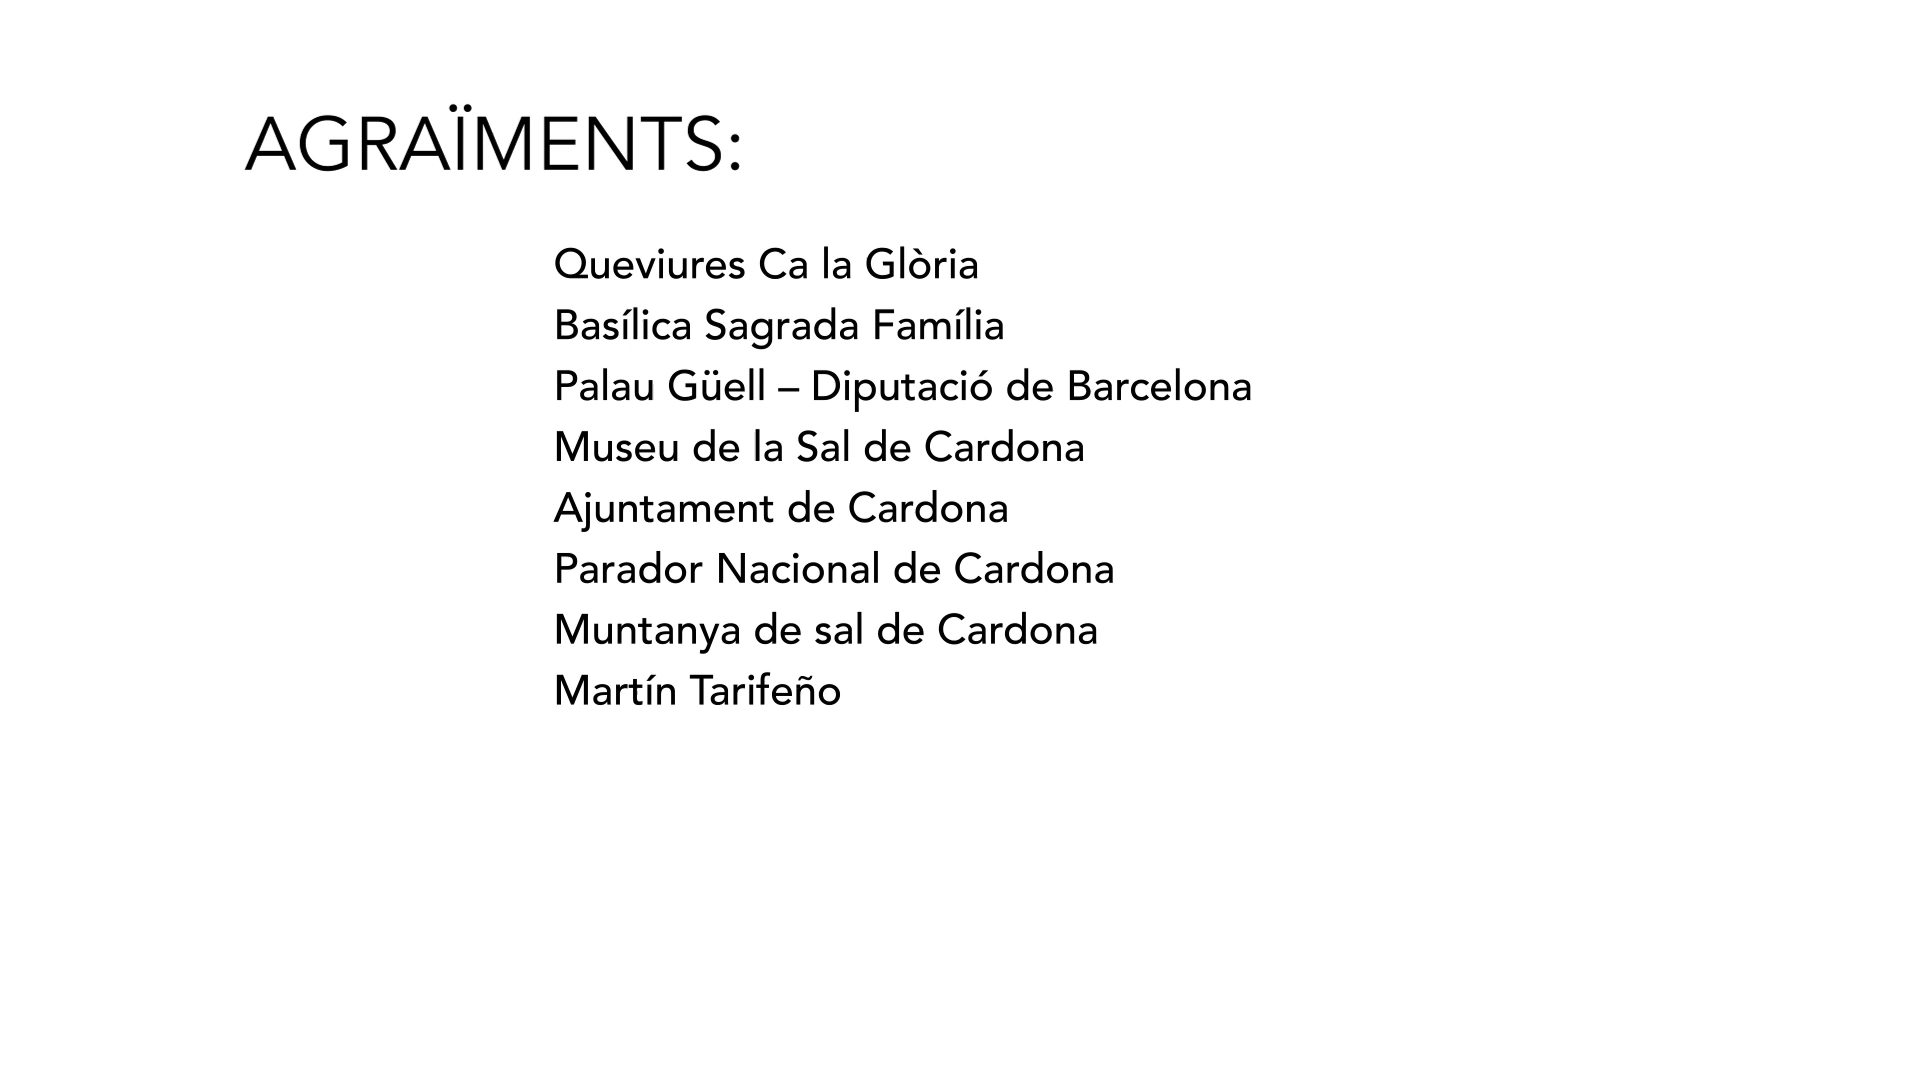 AGRAÏMENTS:
Queviures Ca la Glòria
Basílica Sagrada Família
Palau Güell – Diputació de Barcelona
Museu de la Sal de Cardona
Ajuntament de Cardona
Parador Nacional de Cardona
Muntanya de sal de Cardona
Martín Tarifeño